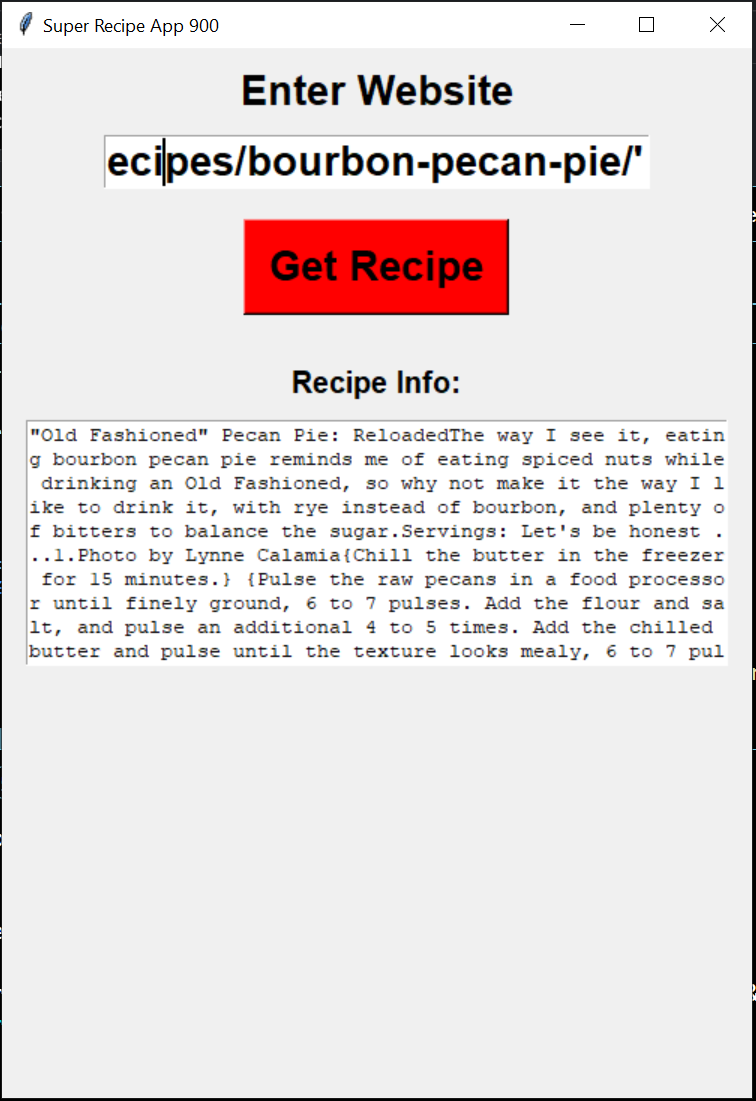 Super Recipe App 900
Enter Website
ecipes/bourbon-pecan-pie/'
Get Recipe
Recipe Info:
"Old Fashioned" Pecan Pie: ReloadedThe way I see it, eatin
g bourbon pecan pie reminds me of eating spiced nuts while
drinking an Old Fashioned, so why not make it the way I l
ike to drink it, with rye instead of bourbon, and plenty o
f bitters to balance the sugar.Servings: Let's be honest .
..1.Photo by Lynne Calamia{Chill the butter in the freezer
for 15 minutes.} {Pulse the raw pecans in a food processo
r until finely ground, 6 to 7 pulses. Add the flour and sa
lt, and pulse an additional 4 to 5 times. Add the chilled
butter and pulse until the texture looks mealy, 6 to 7 pul